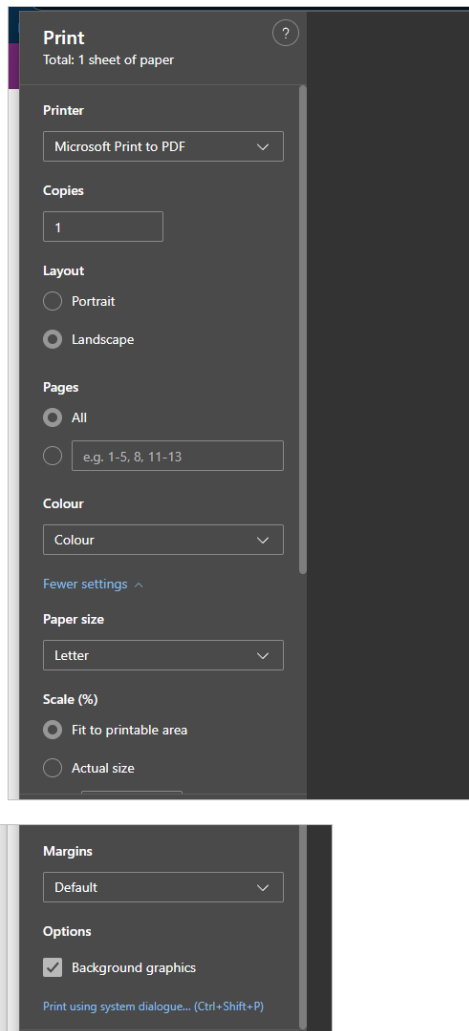 Print
?
Total: 1 sheet of paper
Printer
Microsoft Print to PDF
Copies
1
Layout
Portrait
Landscape
Pages
All
e.g. 1-5, 8, 11-13
Colour
Colour
Fewer settings
Paper size
Letter
Scale (%)
Fit to printable area
Actual size
Margins
Default
Options
Background graphics
Print using system dialogue... (Ctrl+Shift+P)